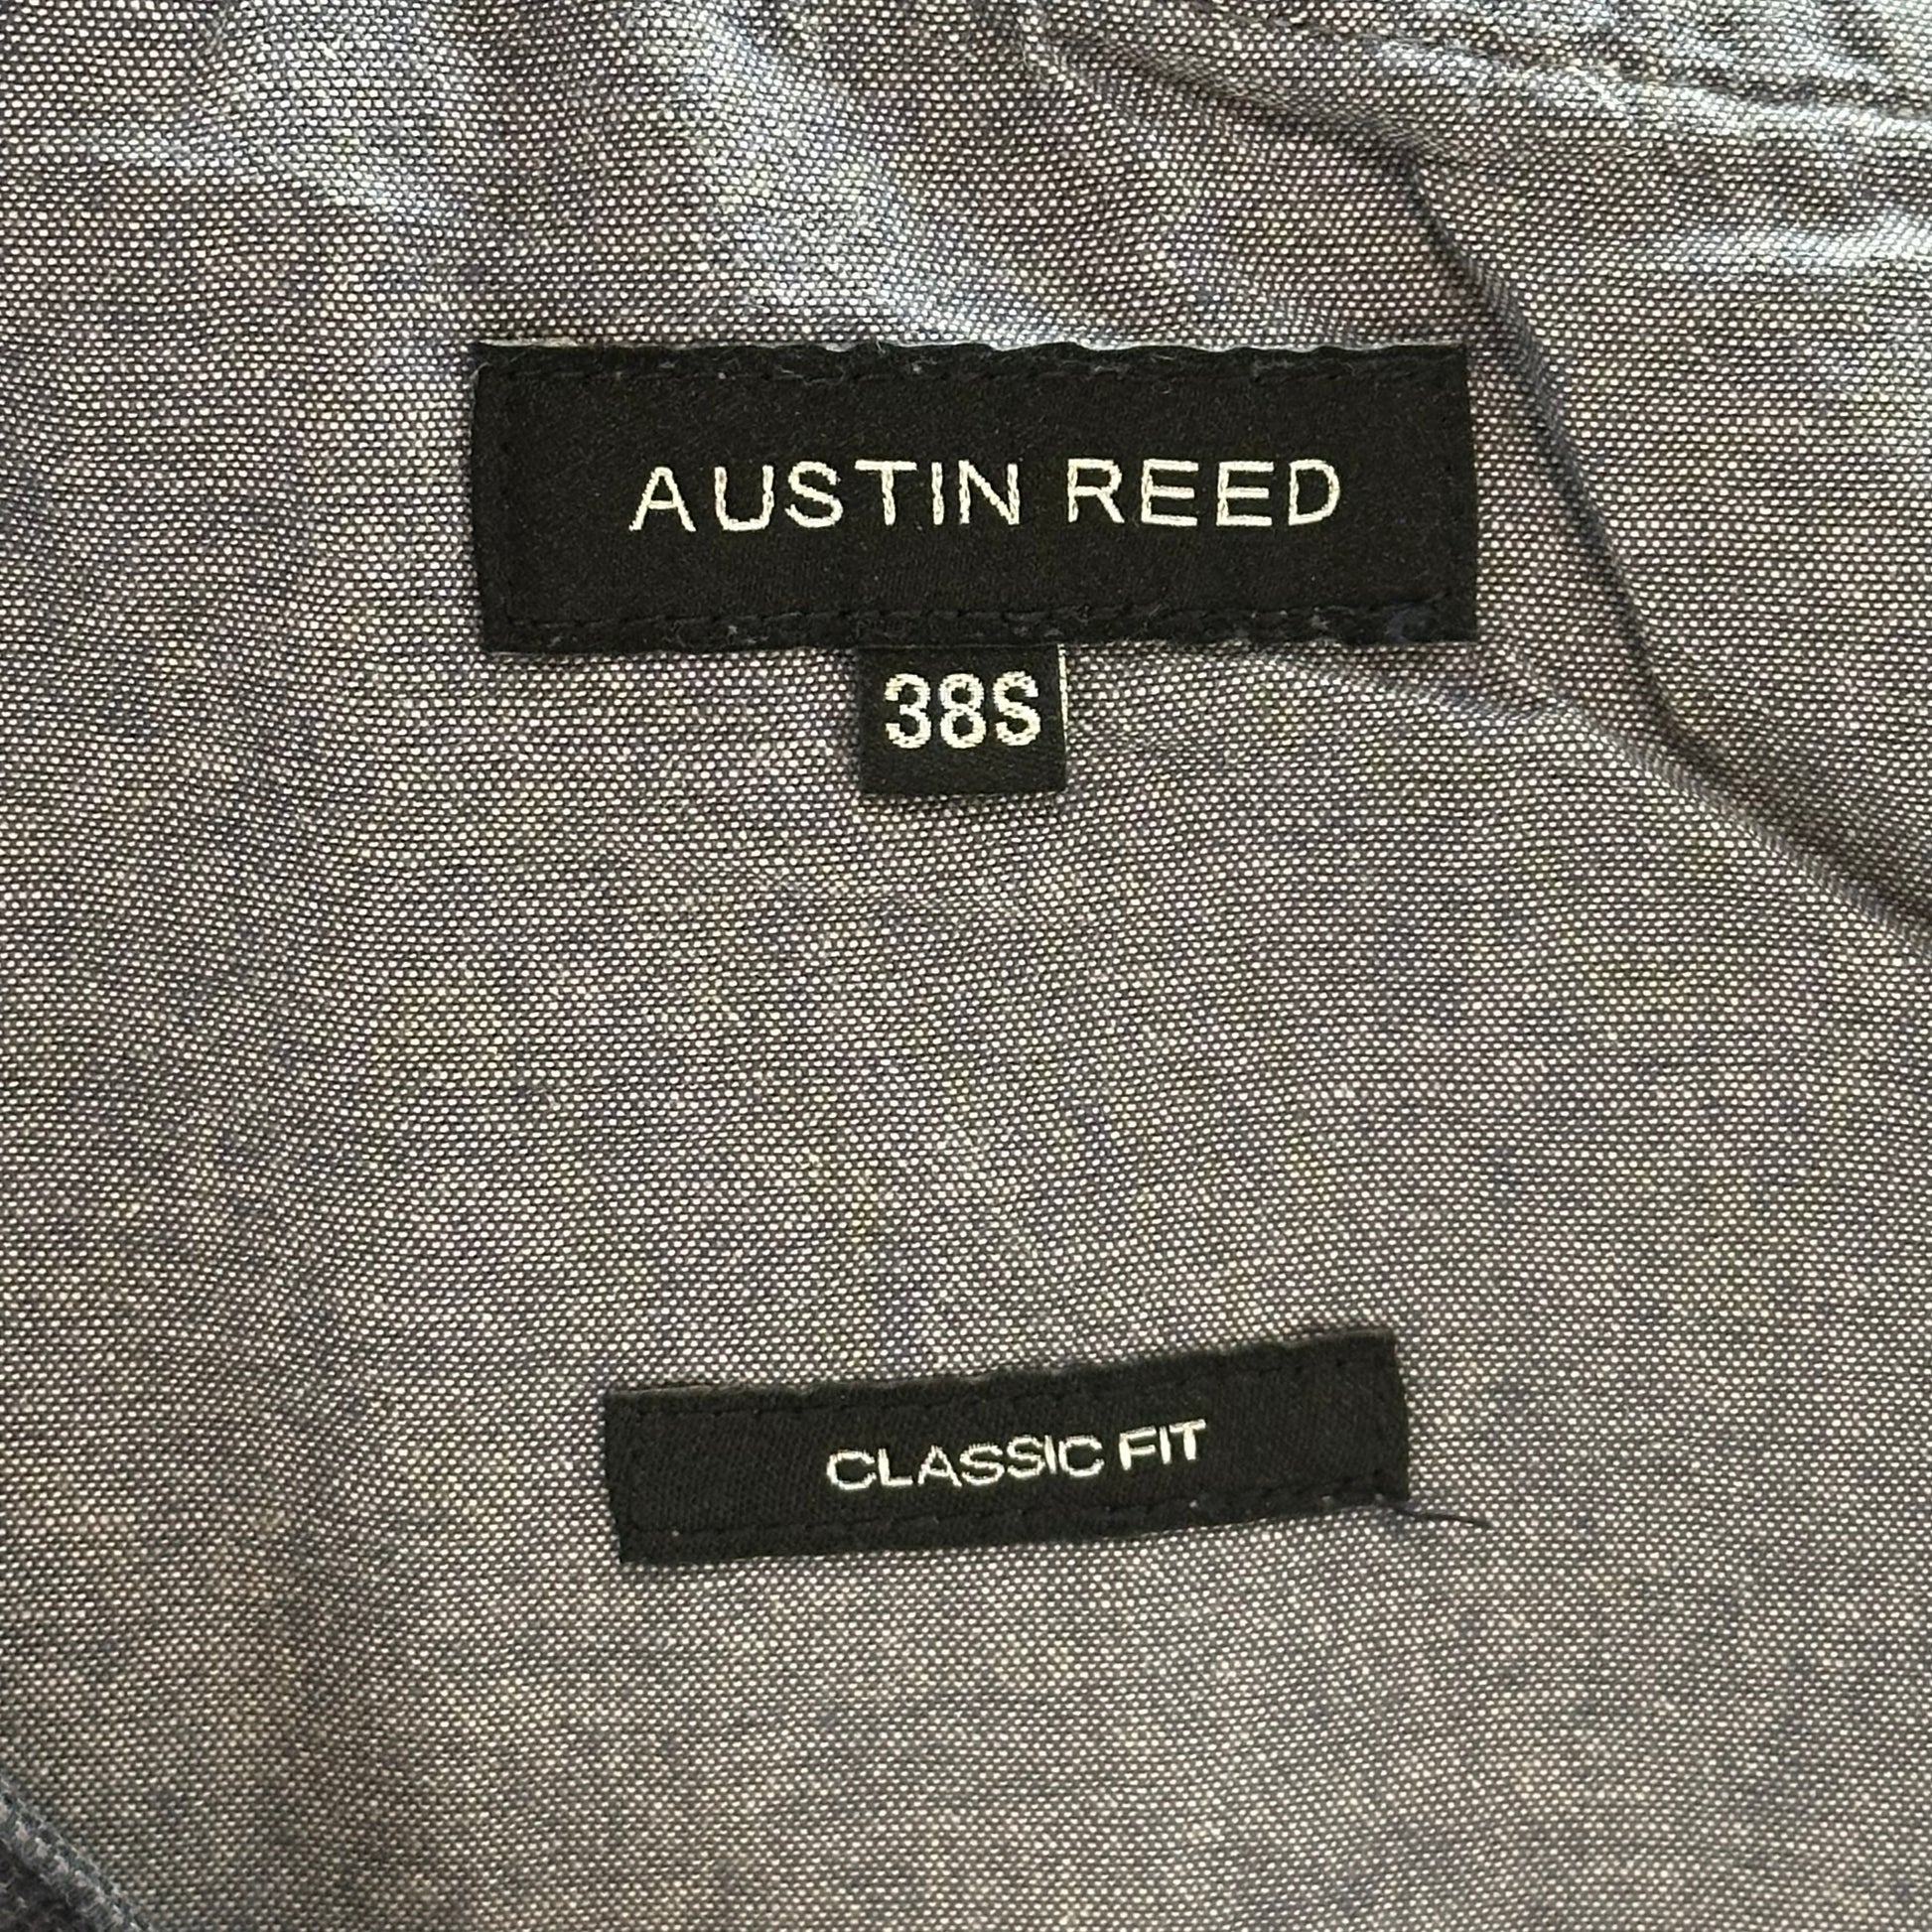 AUSTIN REED
38S
CLASSIC FIT